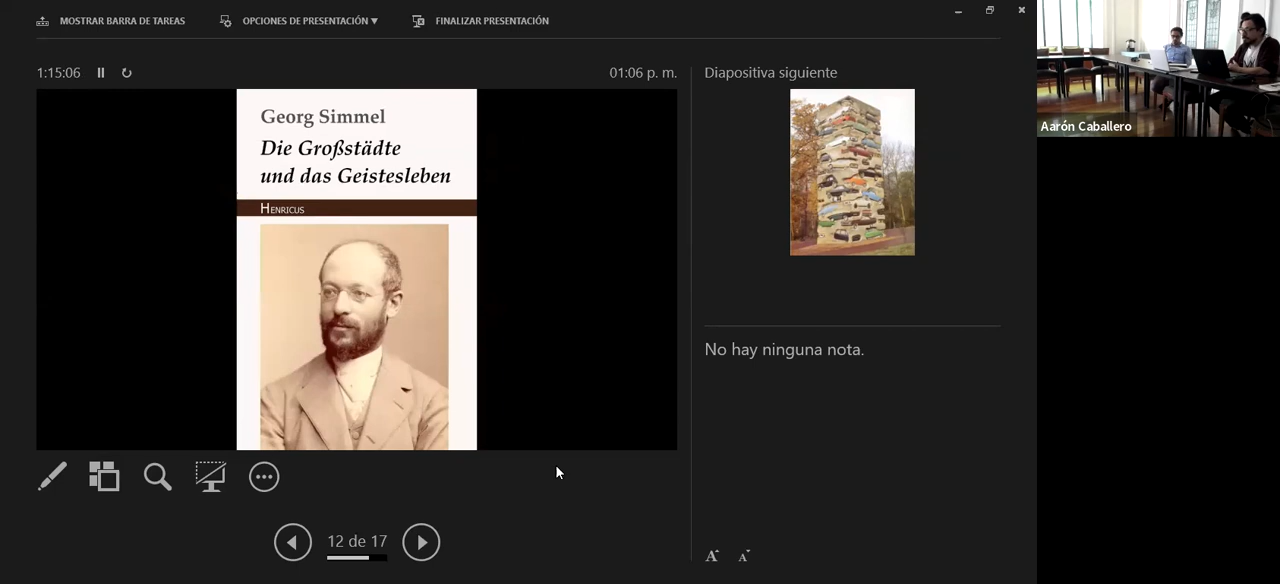 MOSTRAR BARRA DE TAREAS
OPCIONES DE PRESENTACIÓN ▼
FINALIZAR PRESENTACIÓN
1:15:06
01:06 p. m.
Diapositiva siguiente
Georg Simmel
Die Großstädte
und das Geistesleben
HENRICUS
Aarón Caballero
No hay ninguna nota.
12 de 17
A
A